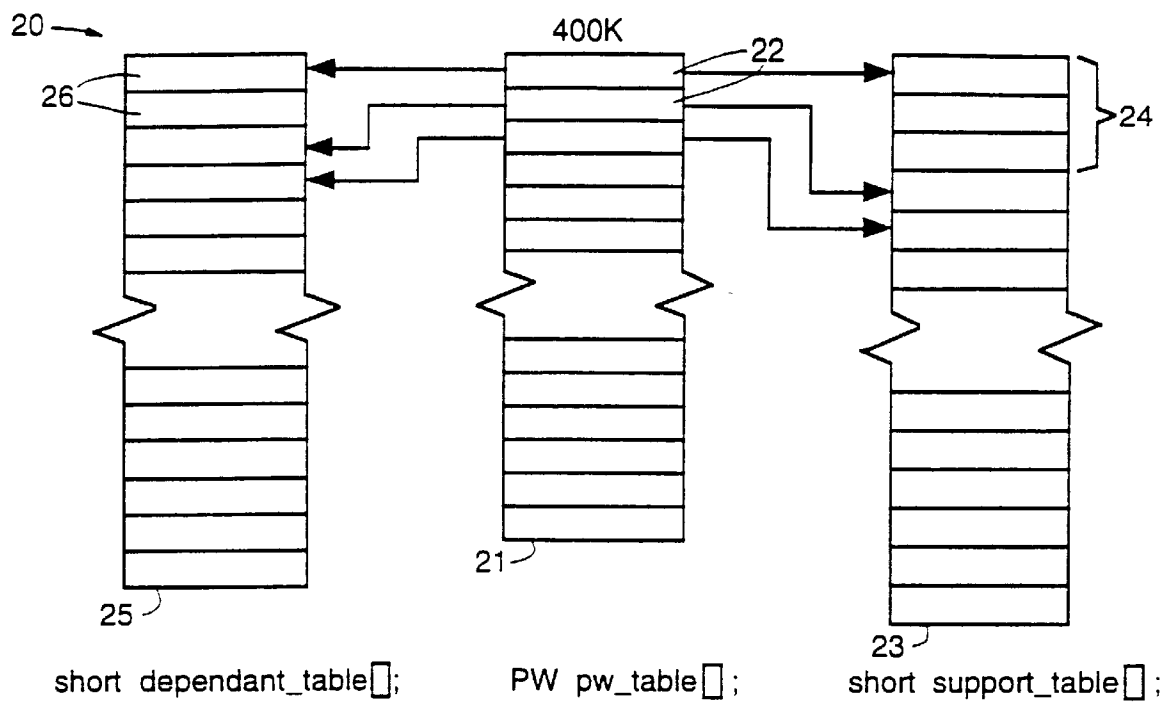 20
400K
22
26
24
21
25
23
short dependant_table[];
PW pw_table[];
short support_table[];